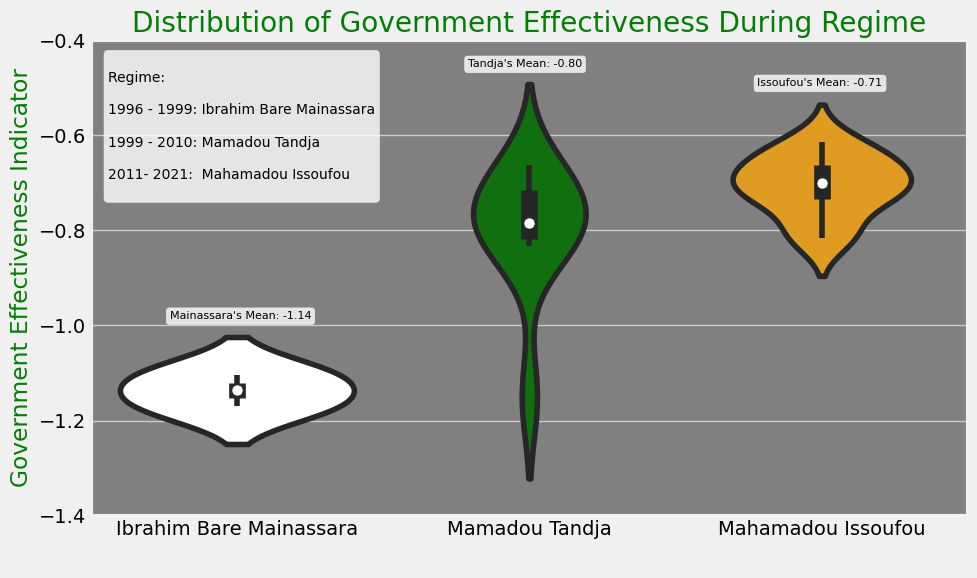 Distribution of Government Effectiveness During Regime
Government Effectiveness Indicator
−0.4
−0.6
−0.8
−1.0
−1.2
−1.4
Regime:
1996 - 1999: Ibrahim Bare Mainassara
1999 - 2010: Mamadou Tandja
2011- 2021:  Mahamadou Issoufou
Tandja's Mean: -0.80
Issoufou's Mean: -0.71
Mainassara's Mean: -1.14
Ibrahim Bare Mainassara
Mamadou Tandja
Mahamadou Issoufou